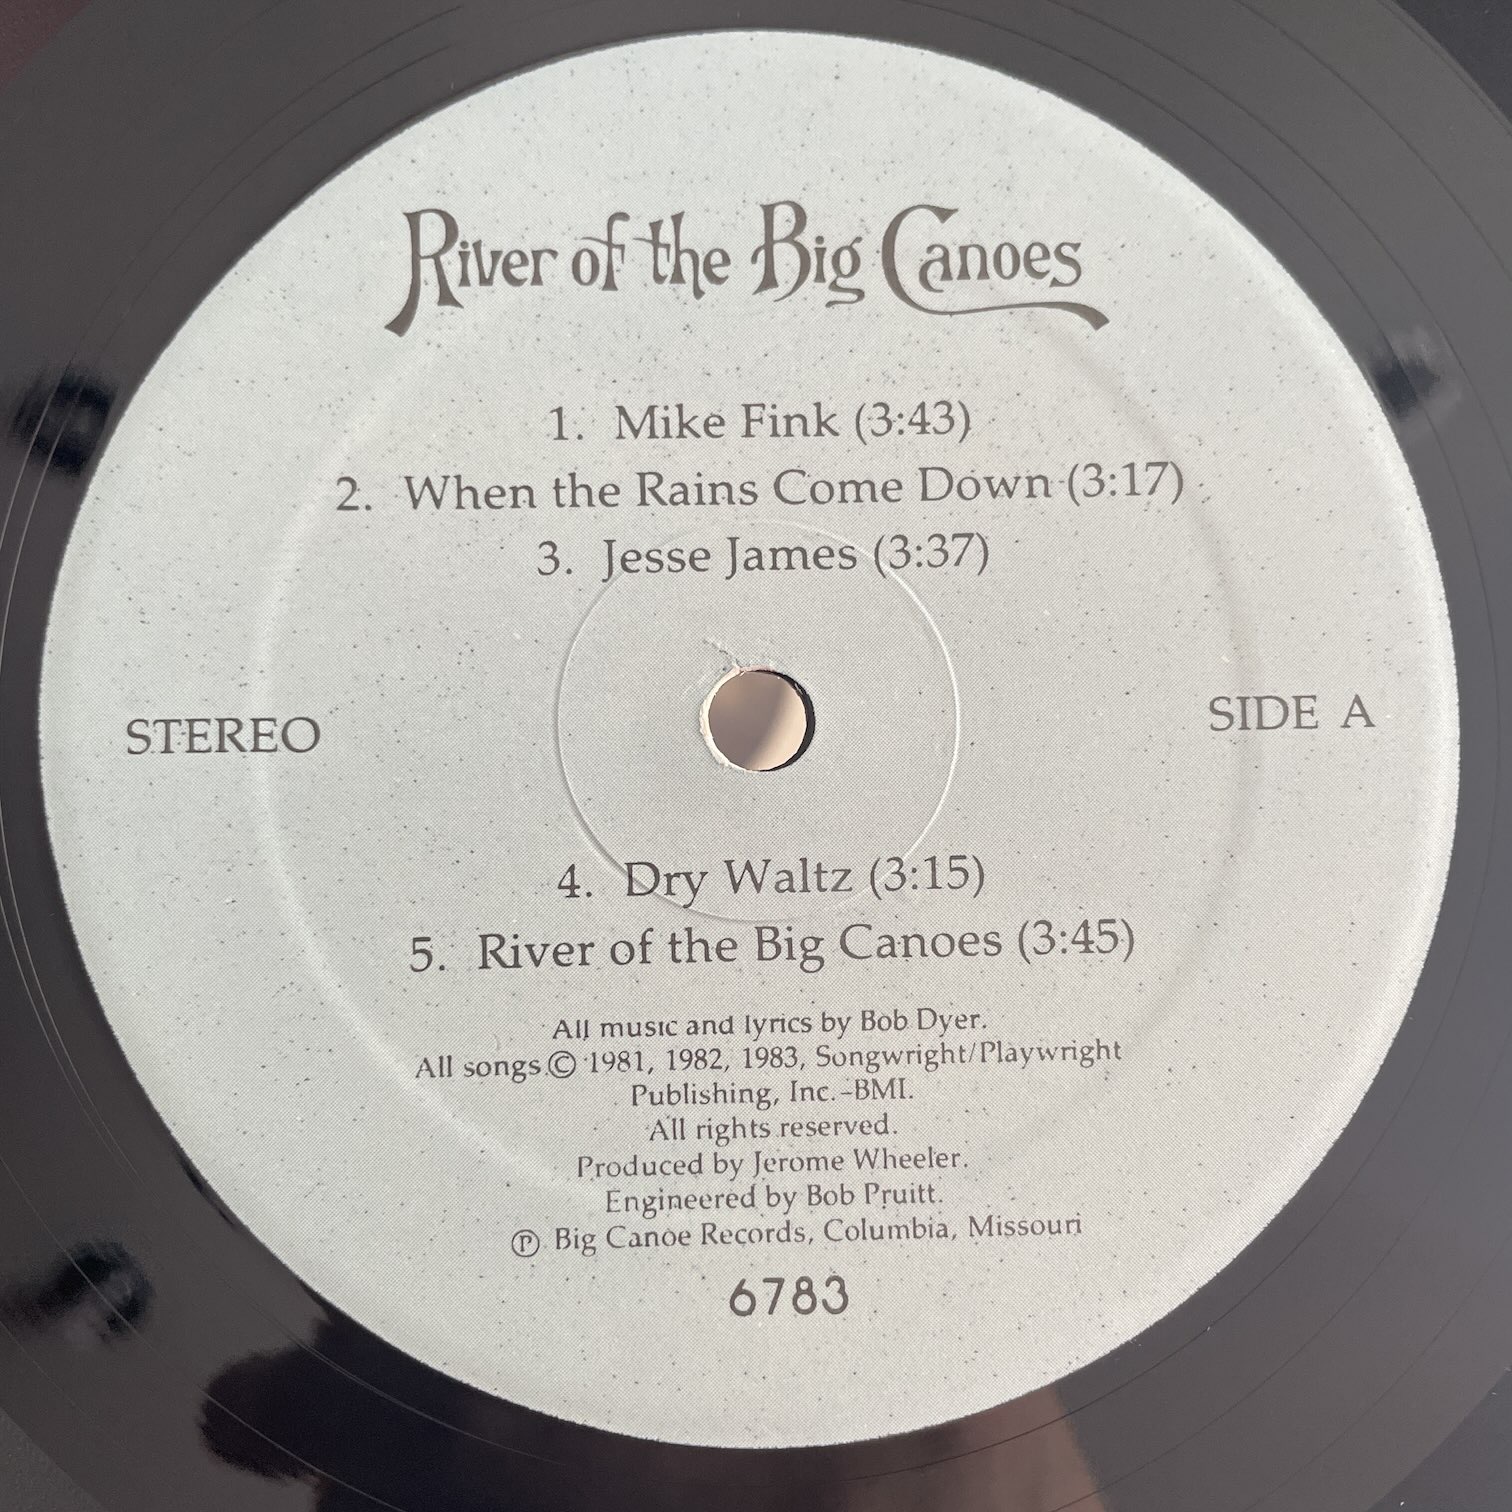 River of the Big Canoes
1. Mike Fink (3:43)
2. When the Rains Come Down (3:17)
3. Jesse James (3:37)
STEREO
SIDE A
4. Dry Waltz (3:15)
5. River of the Big Canoes (3:45)
All music and lyrics by Bob Dyer.
All songs © 1981, 1982, 1983, Songwright/Playwright
Publishing, Inc.-BMI.
All rights reserved.
Produced by Jerome Wheeler.
Engineered by Bob Pruitt.
℗ Big Canoe Records, Columbia, Missouri
6783